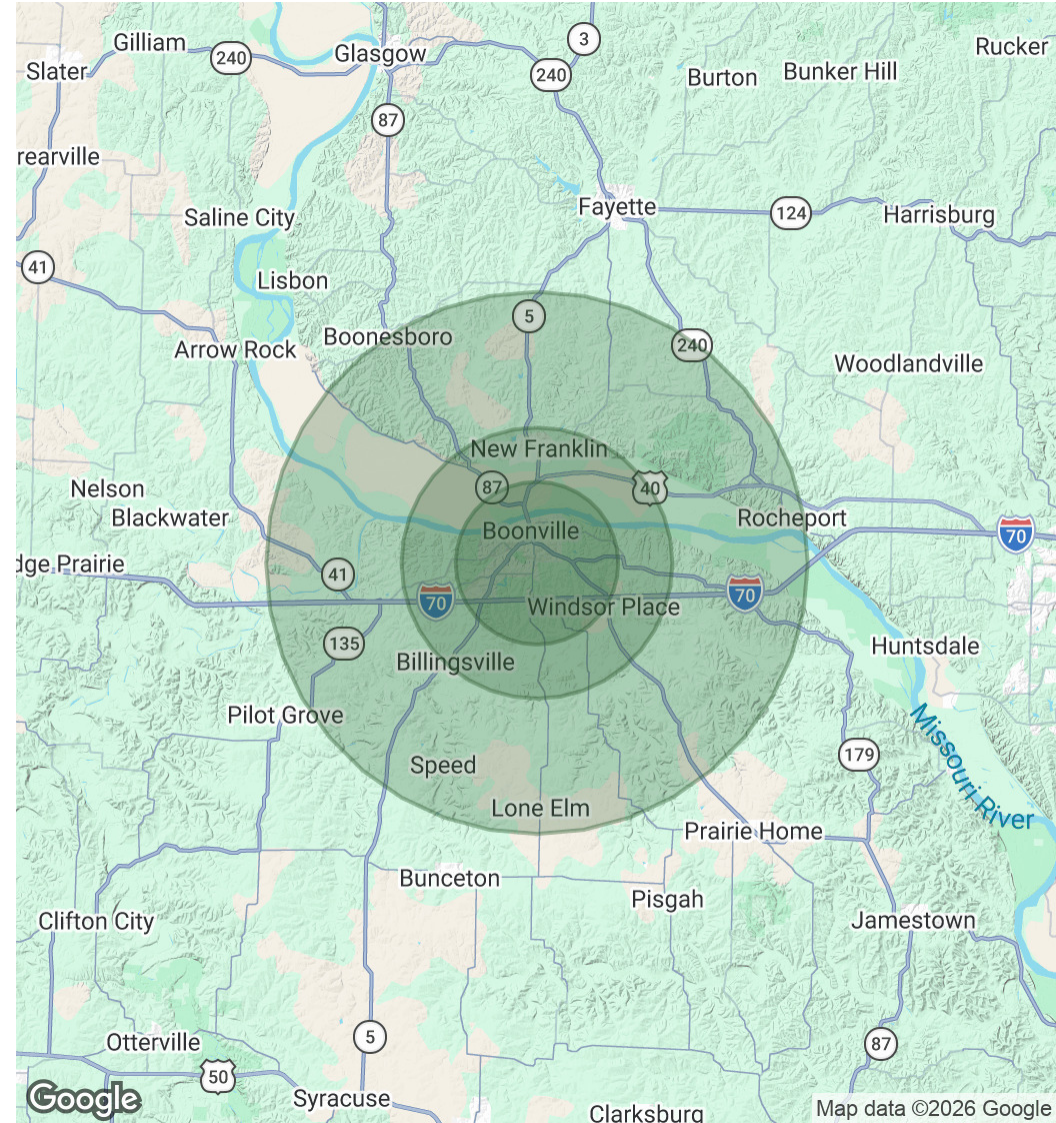 Gilliam
Glasgow
3
Rucker
240
Slater
240
Burton
Bunker Hill
87
rearville
Fayette
124
Harrisburg
Saline City
41
Lisbon
5
Boonesboro
240
Arrow Rock
Woodlandville
New Franklin
87
40
Nelson
Blackwater
Boonville
Rocheport
70
dge Prairie
41
70
70
Windsor Place
135
Billingsville
Huntsdale
Pilot Grove
Missouri River
179
Speed
Lone Elm
Prairie Home
Bunceton
Pisgah
Clifton City
Jamestown
5
87
Otterville
50
Syracuse
Clarksburg
Google
Map data ©2026 Google